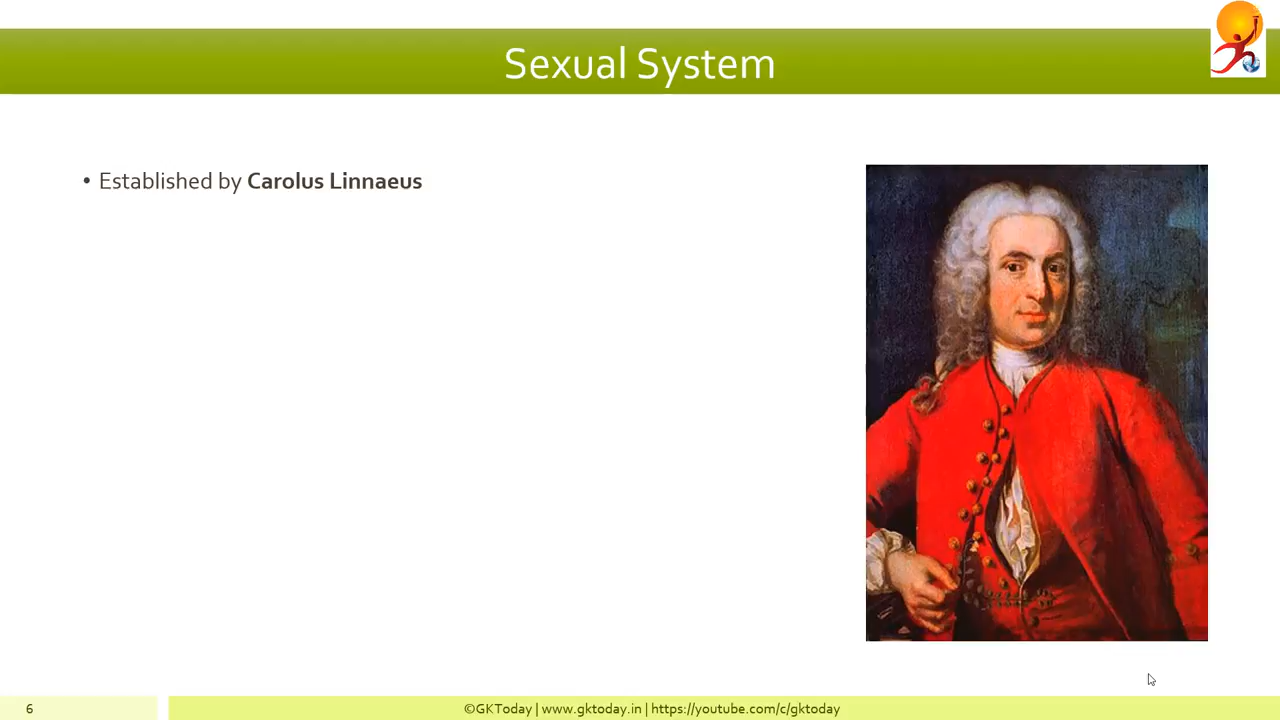 Sexual System
• Established by Carolus Linnaeus
6
©GKToday | www.gktoday.in | https://youtube.com/c/gktoday